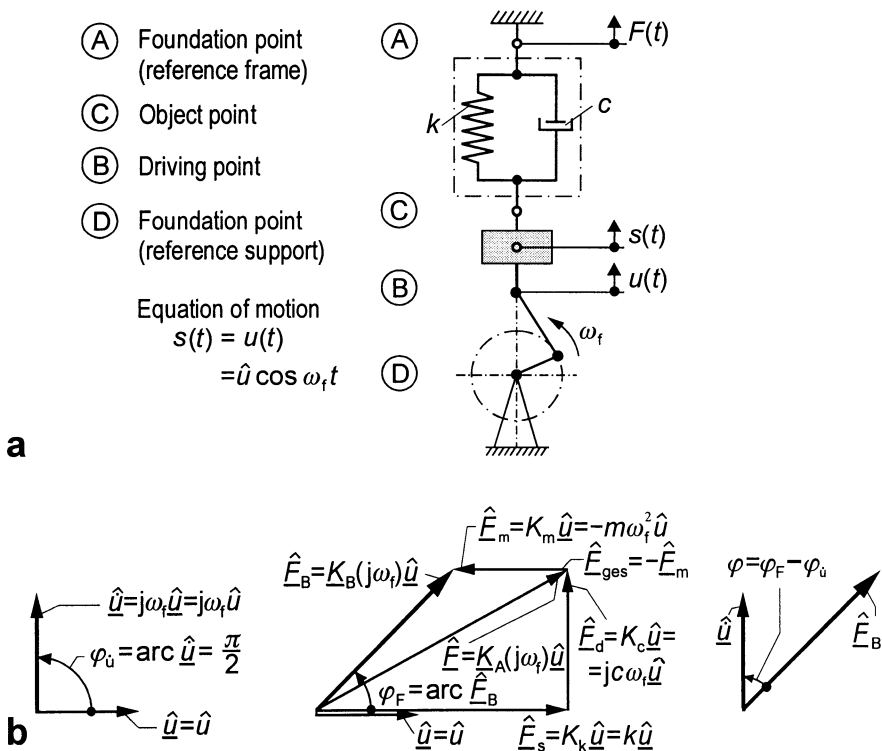 a
A Foundation point
(reference frame)
C Object point
B Driving point
D Foundation point
(reference support)
Equation of motion
s(t) = u(t)
=û cos ω_f t
A
F(t)
k
c
C
s(t)
B
u(t)
ω_f
D
b
û̲̇=jω_f û̲=jω_f û
φ_u̇=arc û̲̇ = π/2
û̲=û
F̲̂_m=K_m û̲=−mω_f² û
F̲̂_B=K̲_B(jω_f)û̲
F̲̂_ges=−F̲̂_m
F̲̂=K̲_A(jω_f)û̲
F̲̂_d=K_c û̲=
=jcω_f û̲
φ_F=arc F̲̂_B
û̲=û
F̲̂_s=K_k û̲=kû̲
φ=φ_F−φ_u̇
û̲̇
F̲̂_B